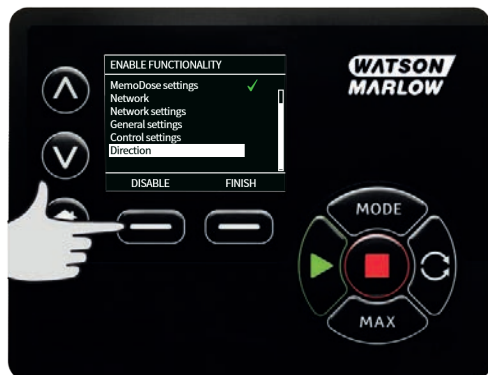 ENABLE FUNCTIONALITY
MemoDose settings
Network
Network settings
General settings
Control settings
Direction
DISABLE FINISH
WATSON
MARLOW
MODE
MAX